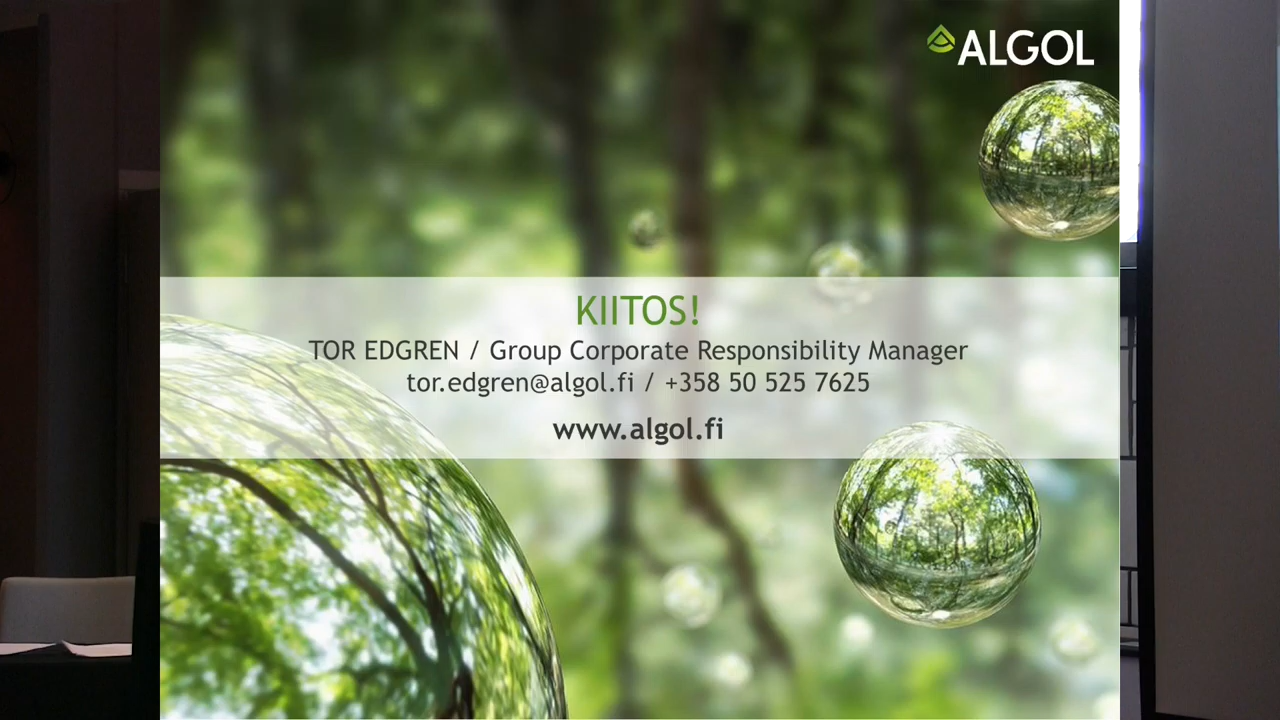 ALGOL
KIITOS!
TOR EDGREN / Group Corporate Responsibility Manager
tor.edgren@algol.fi / +358 50 525 7625
www.algol.fi